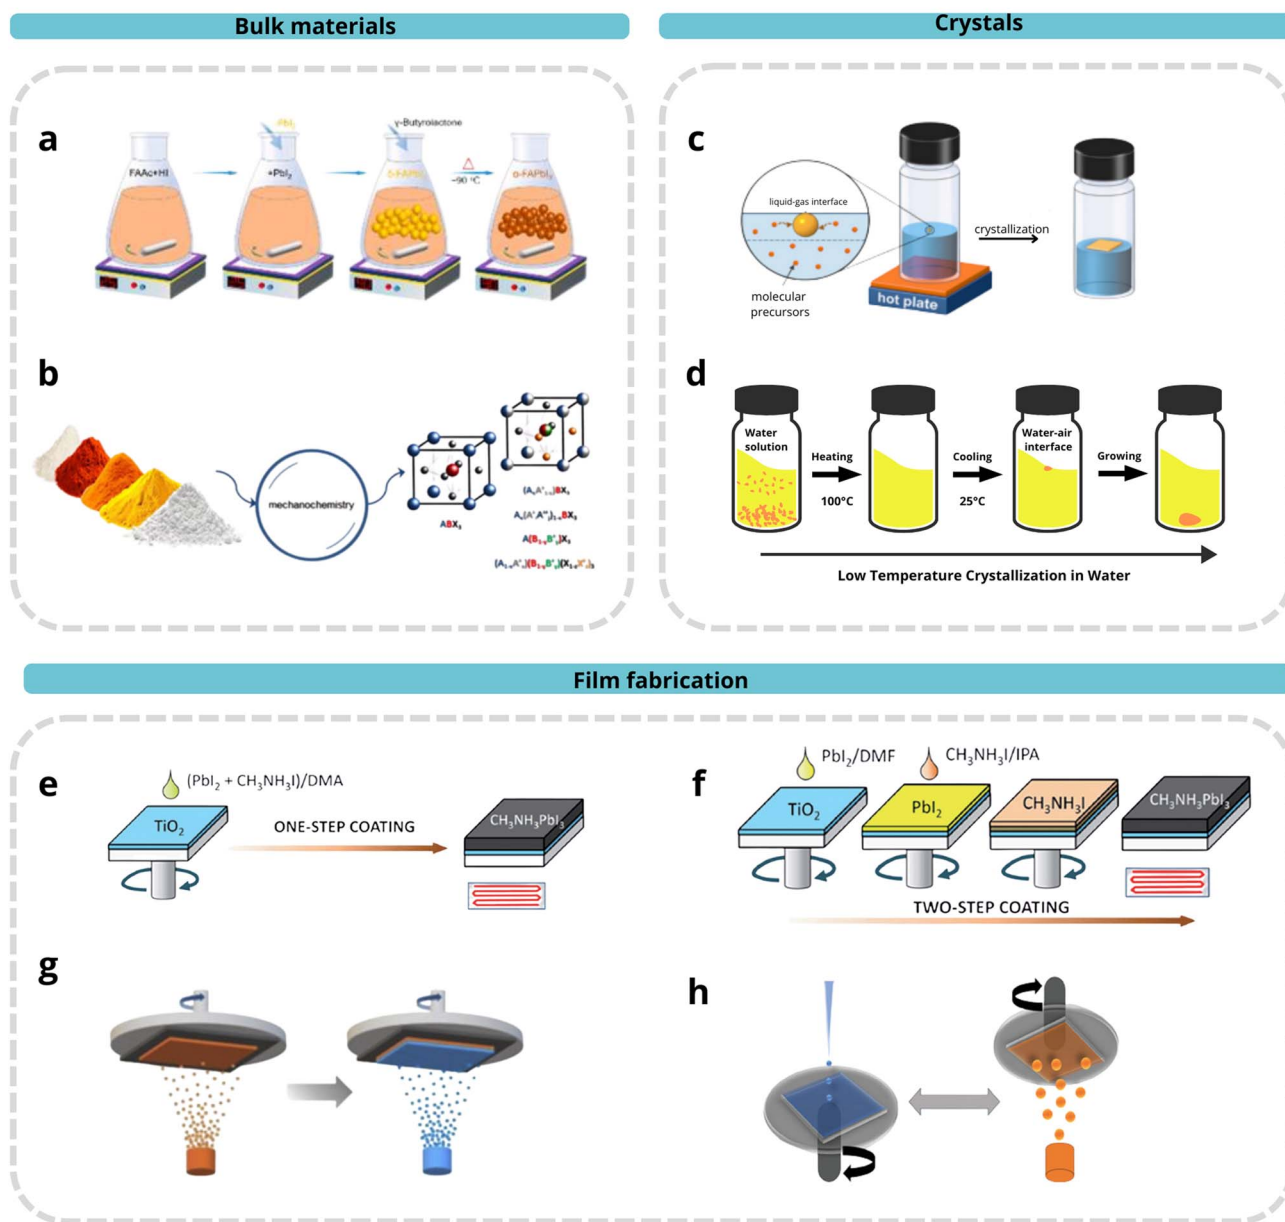 Bulk materials
Crystals
a
γ-Butyrolactone
FAAc+HI
+PbI₂
~90 °C
b
mechanochemistry
ABX₃
c
liquid-gas interface
molecular
precursors
hot plate
crystallization
d
Water
solution
Heating
100°C
Cooling
25°C
Water-air
interface
Growing
Low Temperature Crystallization in Water
Film fabrication
e
(PbI₂ + CH₃NH₃I)/DMA
TiO₂
ONE-STEP COATING
CH₃NH₃PbI₃
f
PbI₂/DMF
CH₃NH₃I/IPA
TiO₂
PbI₂
CH₃NH₃I
CH₃NH₃PbI₃
TWO-STEP COATING
g
h